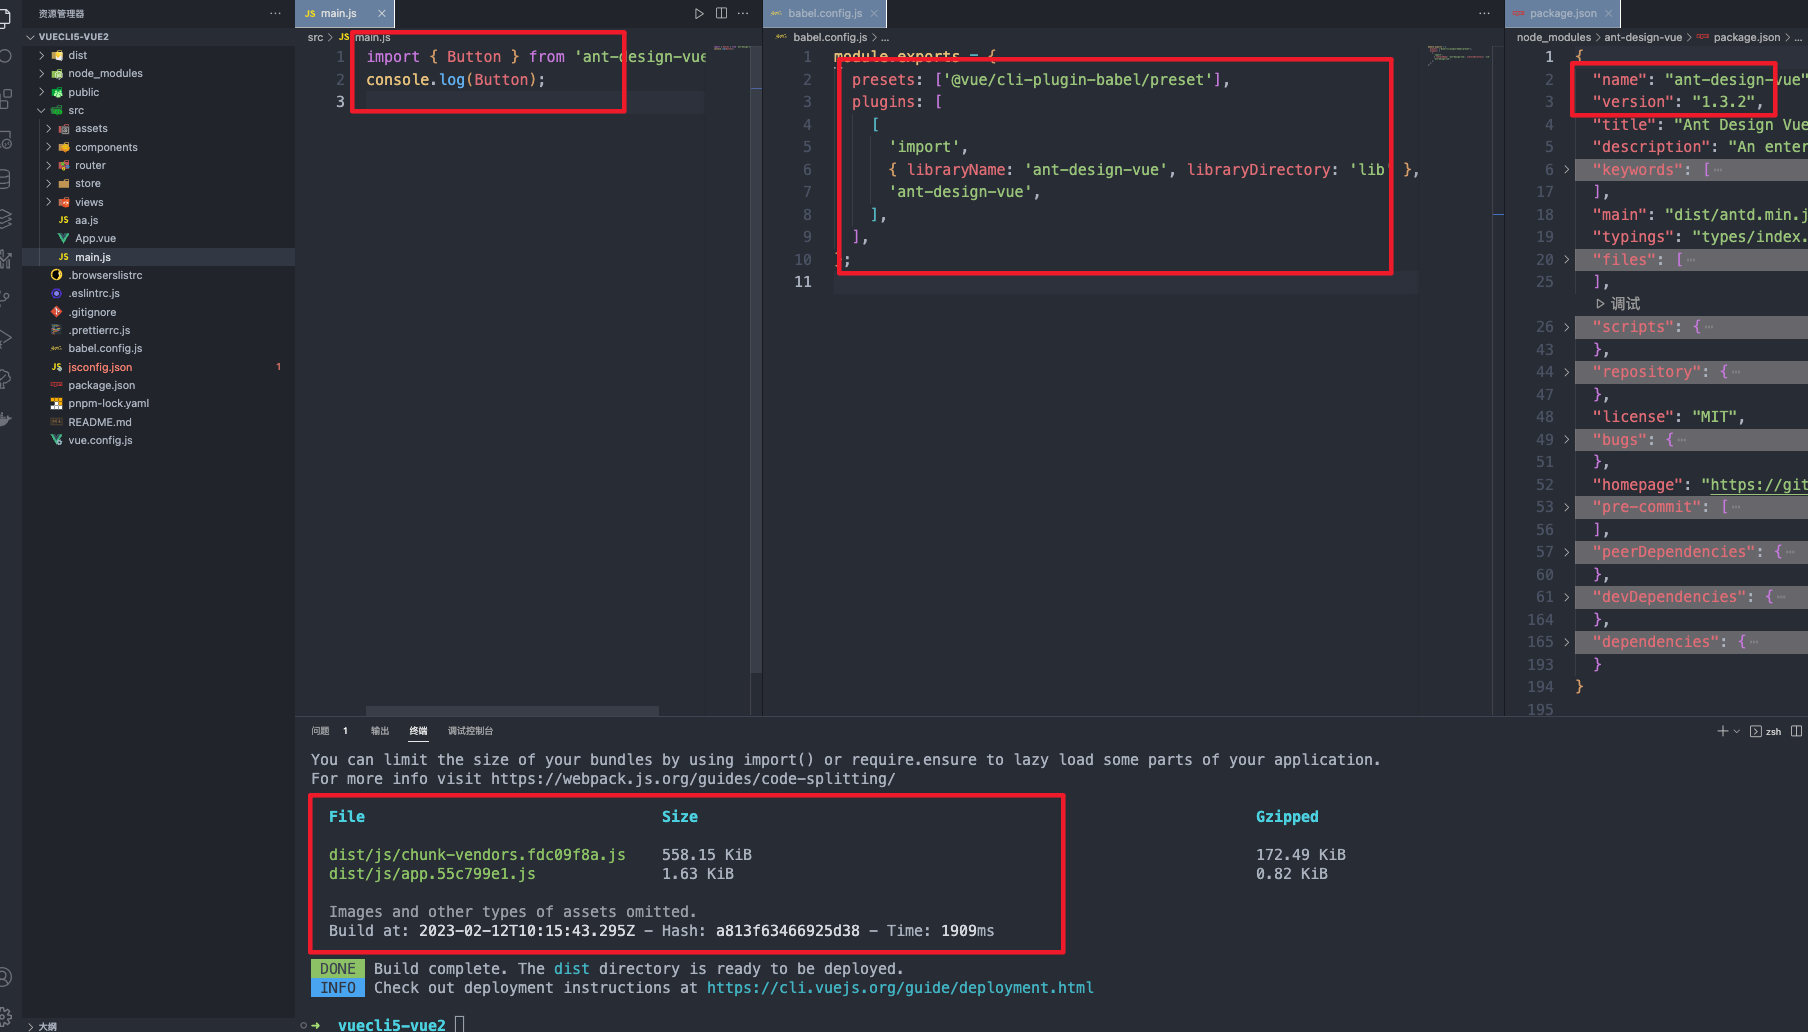 资源管理器
VUECLI5-VUE2
dist
node_modules
public
src
assets
components
router
store
views
JS aa.js
App.vue
JS main.js
.browserslistrc
.eslintrc.js
.gitignore
.prettierrc.js
babel.config.js
jsconfig.json 1
package.json
pnpm-lock.yaml
README.md
vue.config.js
大纲
JS main.js
src > JS main.js
1 import { Button } from 'ant-design-vue
2 console.log(Button);
3
babel.config.js
babel.config.js > ...
1 module.exports = {
2 presets: ['@vue/cli-plugin-babel/preset'],
3 plugins: [
4 [
5 'import',
6 { libraryName: 'ant-design-vue', libraryDirectory: 'lib' },
7 'ant-design-vue',
8 ],
9 ],
10 };
11
package.json
node_modules > ant-design-vue > package.json > ...
1 {
2 "name": "ant-design-vue"
3 "version": "1.3.2",
4 "title": "Ant Design Vue
5 "description": "An enter
6 "keywords": [⋯
17 ],
18 "main": "dist/antd.min.j
19 "typings": "types/index.
20 "files": [⋯
25 ],
调试
26 "scripts": {⋯
43 },
44 "repository": {⋯
47 },
48 "license": "MIT",
49 "bugs": {⋯
51 },
52 "homepage": "https://git
53 "pre-commit": [⋯
56 ],
57 "peerDependencies": {⋯
60 },
61 "devDependencies": {⋯
164 },
165 "dependencies": {⋯
193 }
194 }
195
问题 1 输出 终端 调试控制台
zsh
You can limit the size of your bundles by using import() or require.ensure to lazy load some parts of your application.
For more info visit https://webpack.js.org/guides/code-splitting/
File Size Gzipped
dist/js/chunk-vendors.fdc09f8a.js 558.15 KiB 172.49 KiB
dist/js/app.55c799e1.js 1.63 KiB 0.82 KiB
Images and other types of assets omitted.
Build at: 2023-02-12T10:15:43.295Z - Hash: a813f63466925d38 - Time: 1909ms
DONE Build complete. The dist directory is ready to be deployed.
INFO Check out deployment instructions at https://cli.vuejs.org/guide/deployment.html
→ vuecli5-vue2